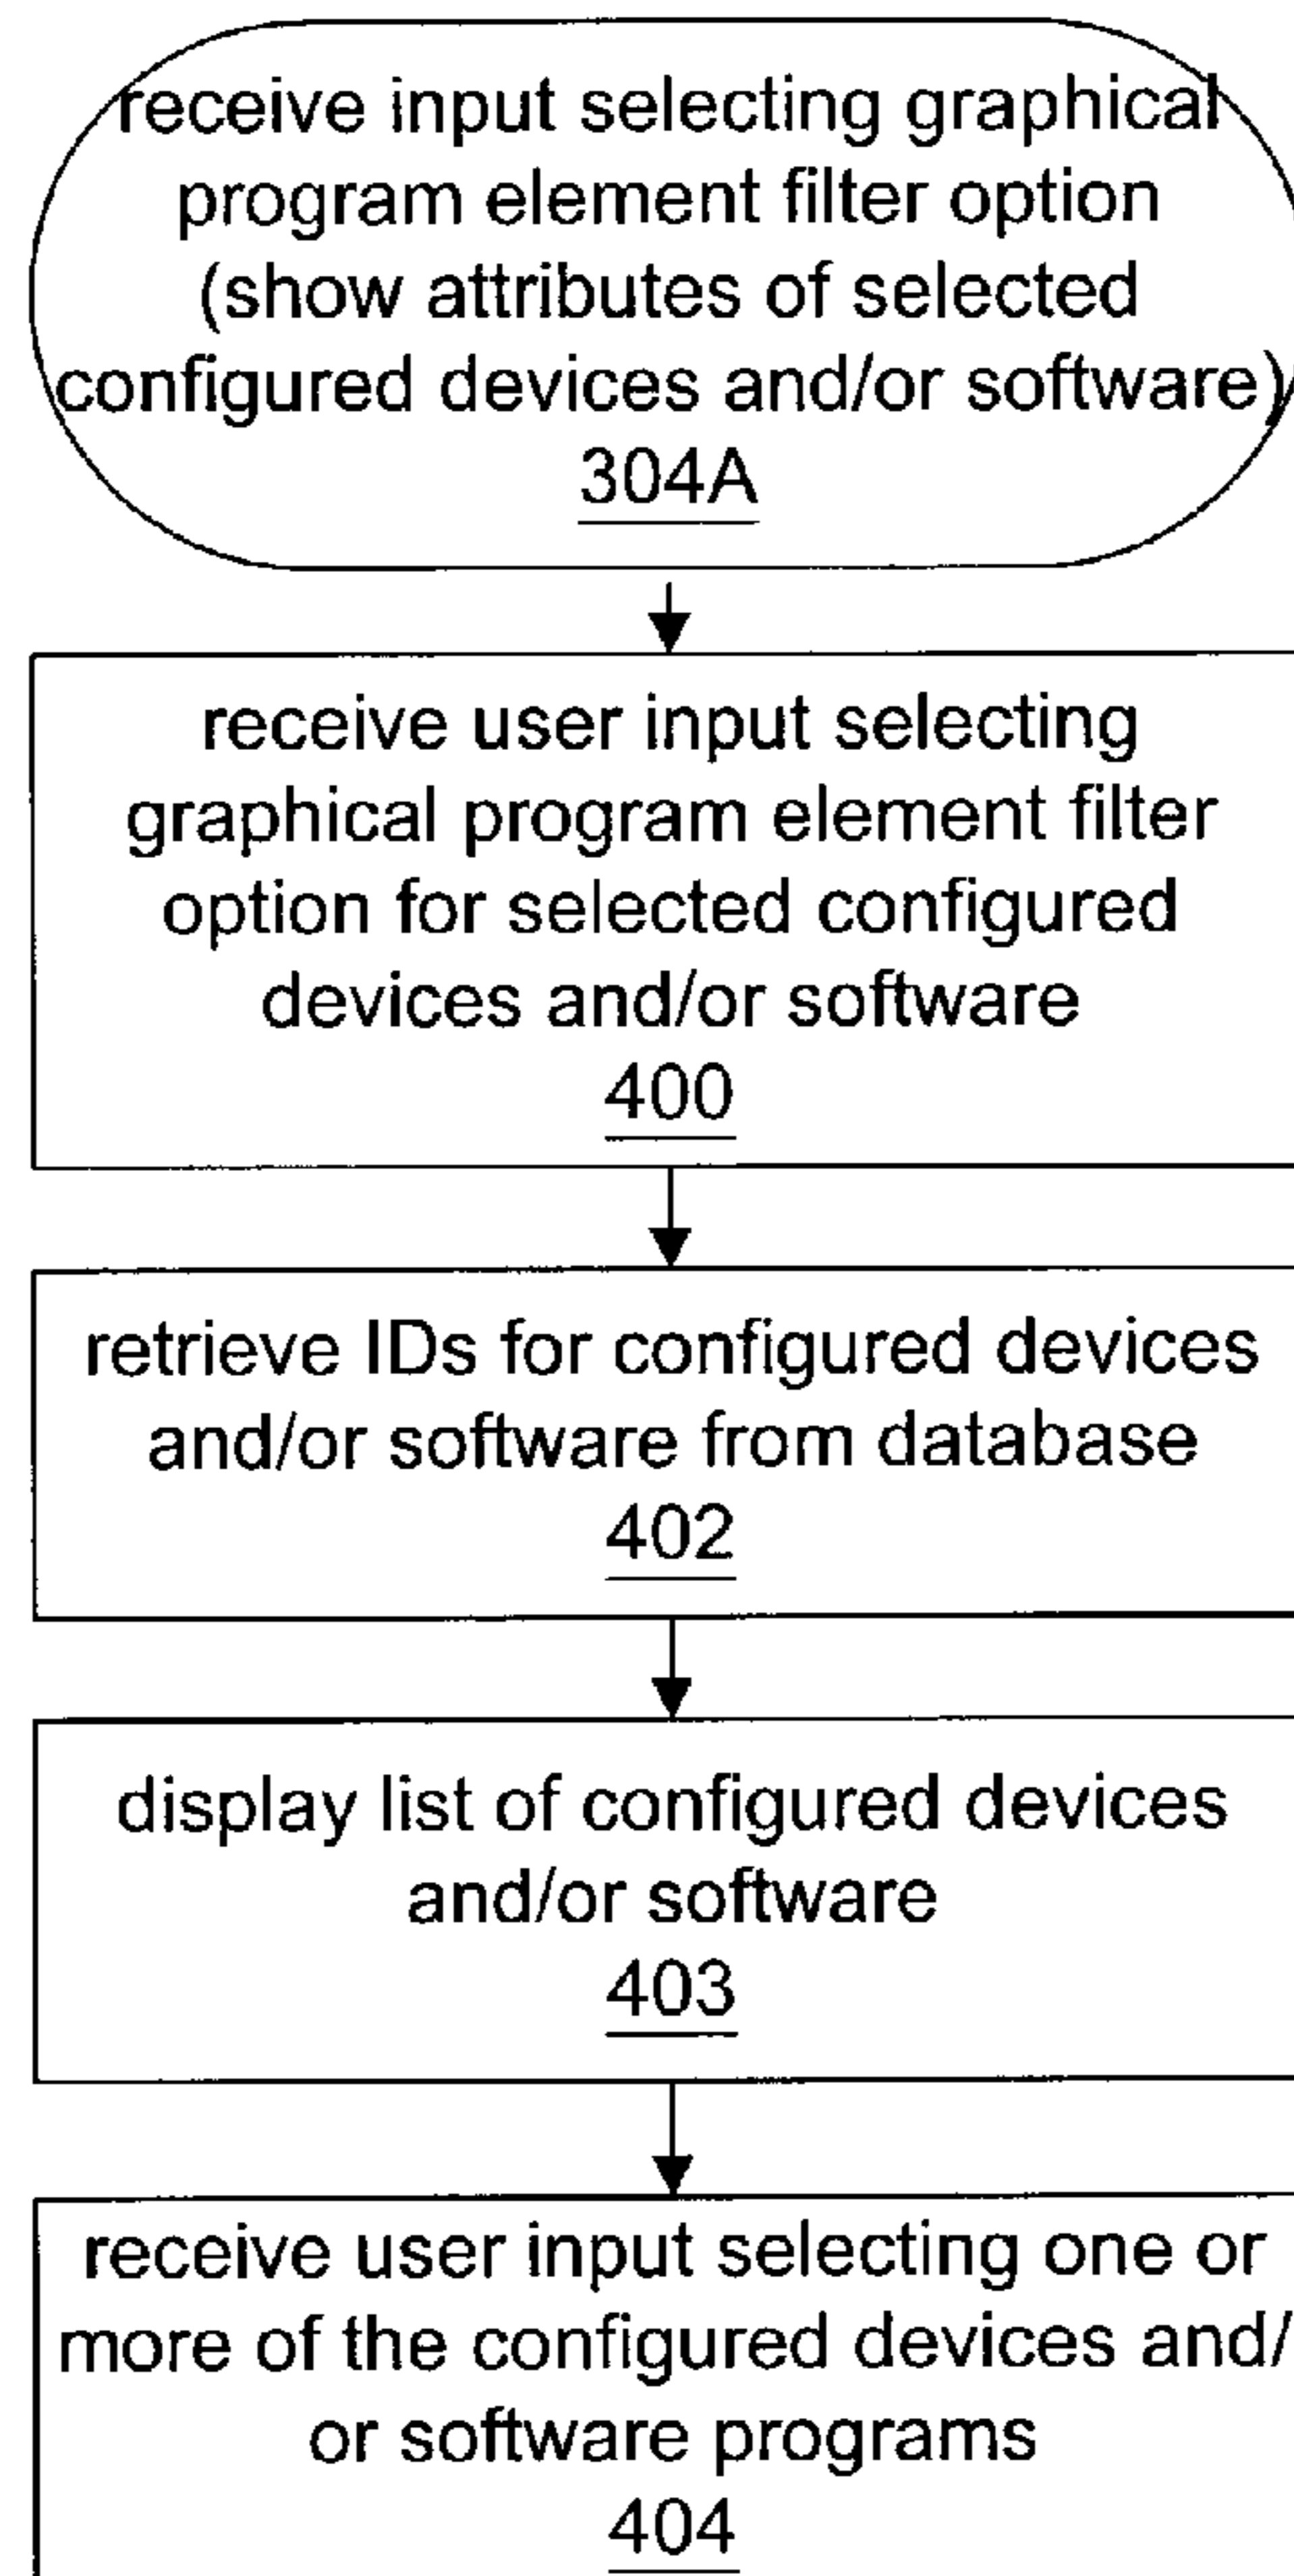 receive input selecting graphical
program element filter option
(show attributes of selected
configured devices and/or software)
304A
receive user input selecting
graphical program element filter
option for selected configured
devices and/or software
400
retrieve IDs for configured devices
and/or software from database
402
display list of configured devices
and/or software
403
receive user input selecting one or
more of the configured devices and/
or software programs
404